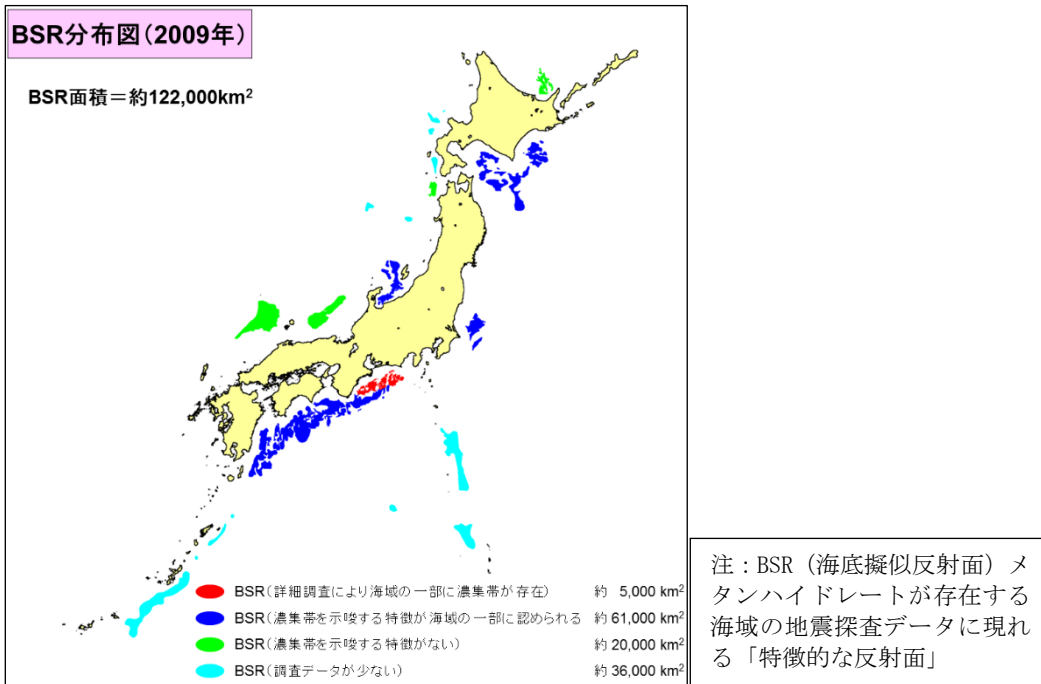 BSR分布図(2009年)
BSR面積=約122,000km²
BSR(詳細調査により海域の一部に濃集帯が存在) 約 5,000 km²
BSR(濃集帯を示唆する特徴が海域の一部に認められる 約 61,000 km²
BSR(濃集帯を示唆する特徴がない) 約 20,000 km²
BSR(調査データが少ない) 約 36,000 km²
注:BSR(海底擬似反射面)メ
タンハイドレートが存在する
海域の地震探査データに現れ
る「特徴的な反射面」